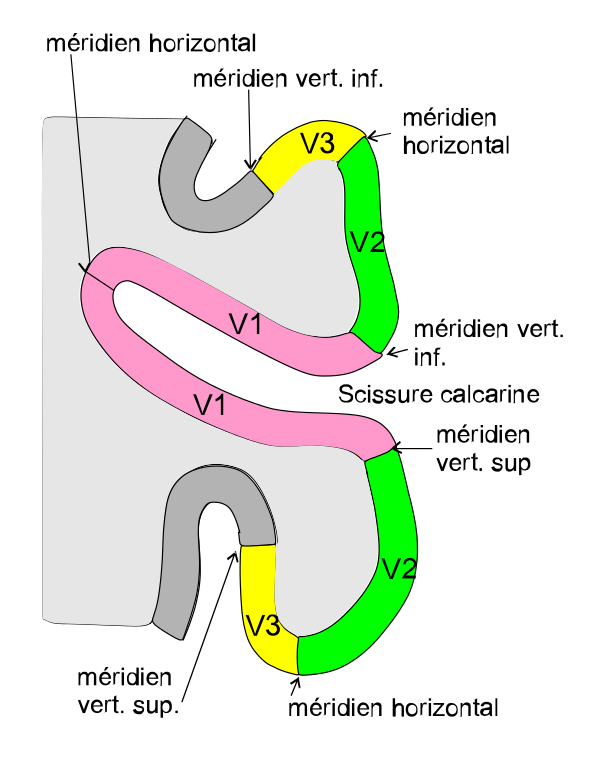 méridien horizontal
méridien vert. inf.
méridien
horizontal
V3
V2
V1
méridien vert.
inf.
Scissure calcarine
V1
méridien
vert. sup
V2
V3
méridien
vert. sup.
méridien horizontal